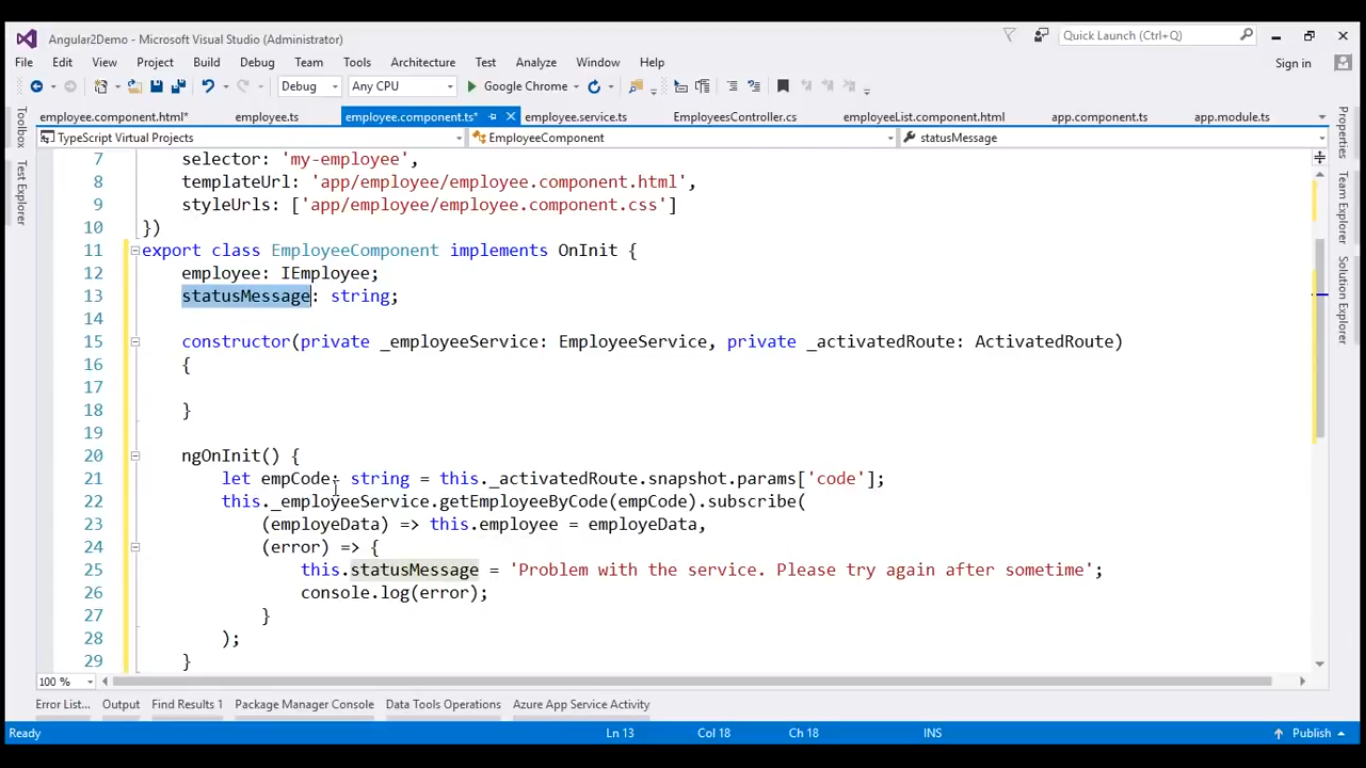 Angular2Demo - Microsoft Visual Studio (Administrator)
Quick Launch (Ctrl+Q)
File Edit View Project Build Debug Team Tools Architecture Test Analyze Window Help
Sign in
Debug Any CPU Google Chrome
employee.component.html* employee.ts employee.component.ts* employee.service.ts EmployeesController.cs employeeList.component.html app.component.ts app.module.ts
TypeScript Virtual Projects EmployeeComponent statusMessage
Toolbox
Test Explorer
Properties
Team Explorer
Solution Explorer
7 selector: 'my-employee',
8 templateUrl: 'app/employee/employee.component.html',
9 styleUrls: ['app/employee/employee.component.css']
10 })
11 export class EmployeeComponent implements OnInit {
12 employee: IEmployee;
13 statusMessage: string;
14
15 constructor(private _employeeService: EmployeeService, private _activatedRoute: ActivatedRoute)
16 {
17
18 }
19
20 ngOnInit() {
21 let empCode: string = this._activatedRoute.snapshot.params['code'];
22 this._employeeService.getEmployeeByCode(empCode).subscribe(
23 (employeData) => this.employee = employeData,
24 (error) => {
25 this.statusMessage = 'Problem with the service. Please try again after sometime';
26 console.log(error);
27 }
28 );
29 }
100 %
Error List... Output Find Results 1 Package Manager Console Data Tools Operations Azure App Service Activity
Ready Ln 13 Col 18 Ch 18 INS Publish